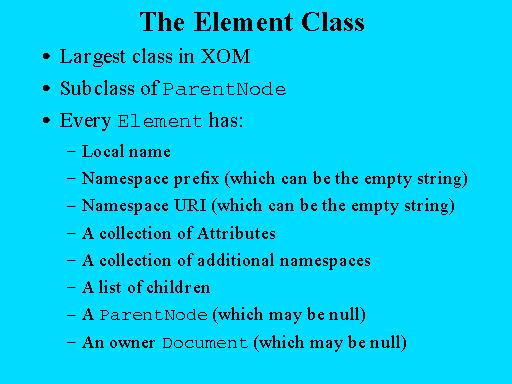 The Element Class
• Largest class in XOM
• Subclass of ParentNode
• Every Element has:
– Local name
– Namespace prefix (which can be the empty string)
– Namespace URI (which can be the empty string)
– A collection of Attributes
– A collection of additional namespaces
– A list of children
– A ParentNode (which may be null)
– An owner Document (which may be null)